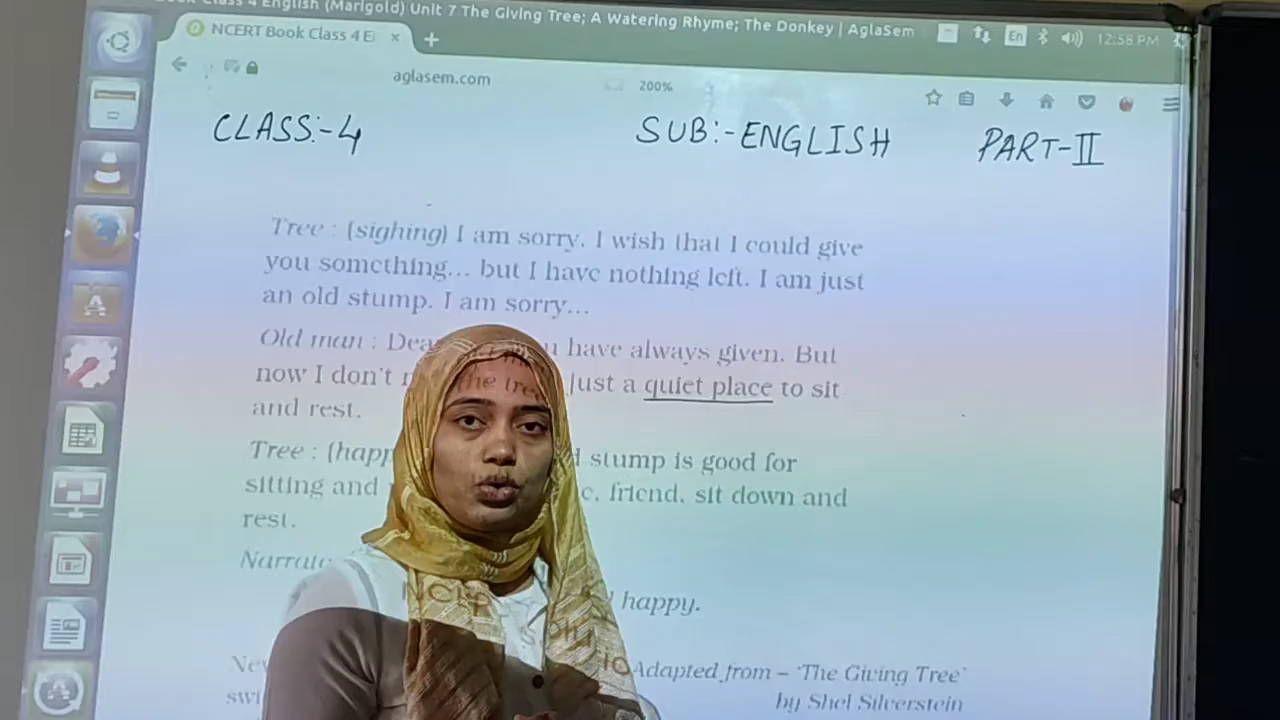 Class 4 English (Marigold) Unit 7 The Giving Tree; A Watering Rhyme; The Donkey | AglaSem
En 12:58 PM
NCERT Book Class 4 E
aglasem.com 200%
CLASS:-4 SUB:-ENGLISH PART-II
Tree : (sighing) I am sorry. I wish that I could give
you something... but I have nothing left. I am just
an old stump. I am sorry...
Old man : have always given. But
now I don't just a quiet place to sit
and rest.
Tree : stump is good for
sitting and friend, sit down and
rest.
happy.
Adapted from – 'The Giving Tree'
by Shel Silverstein